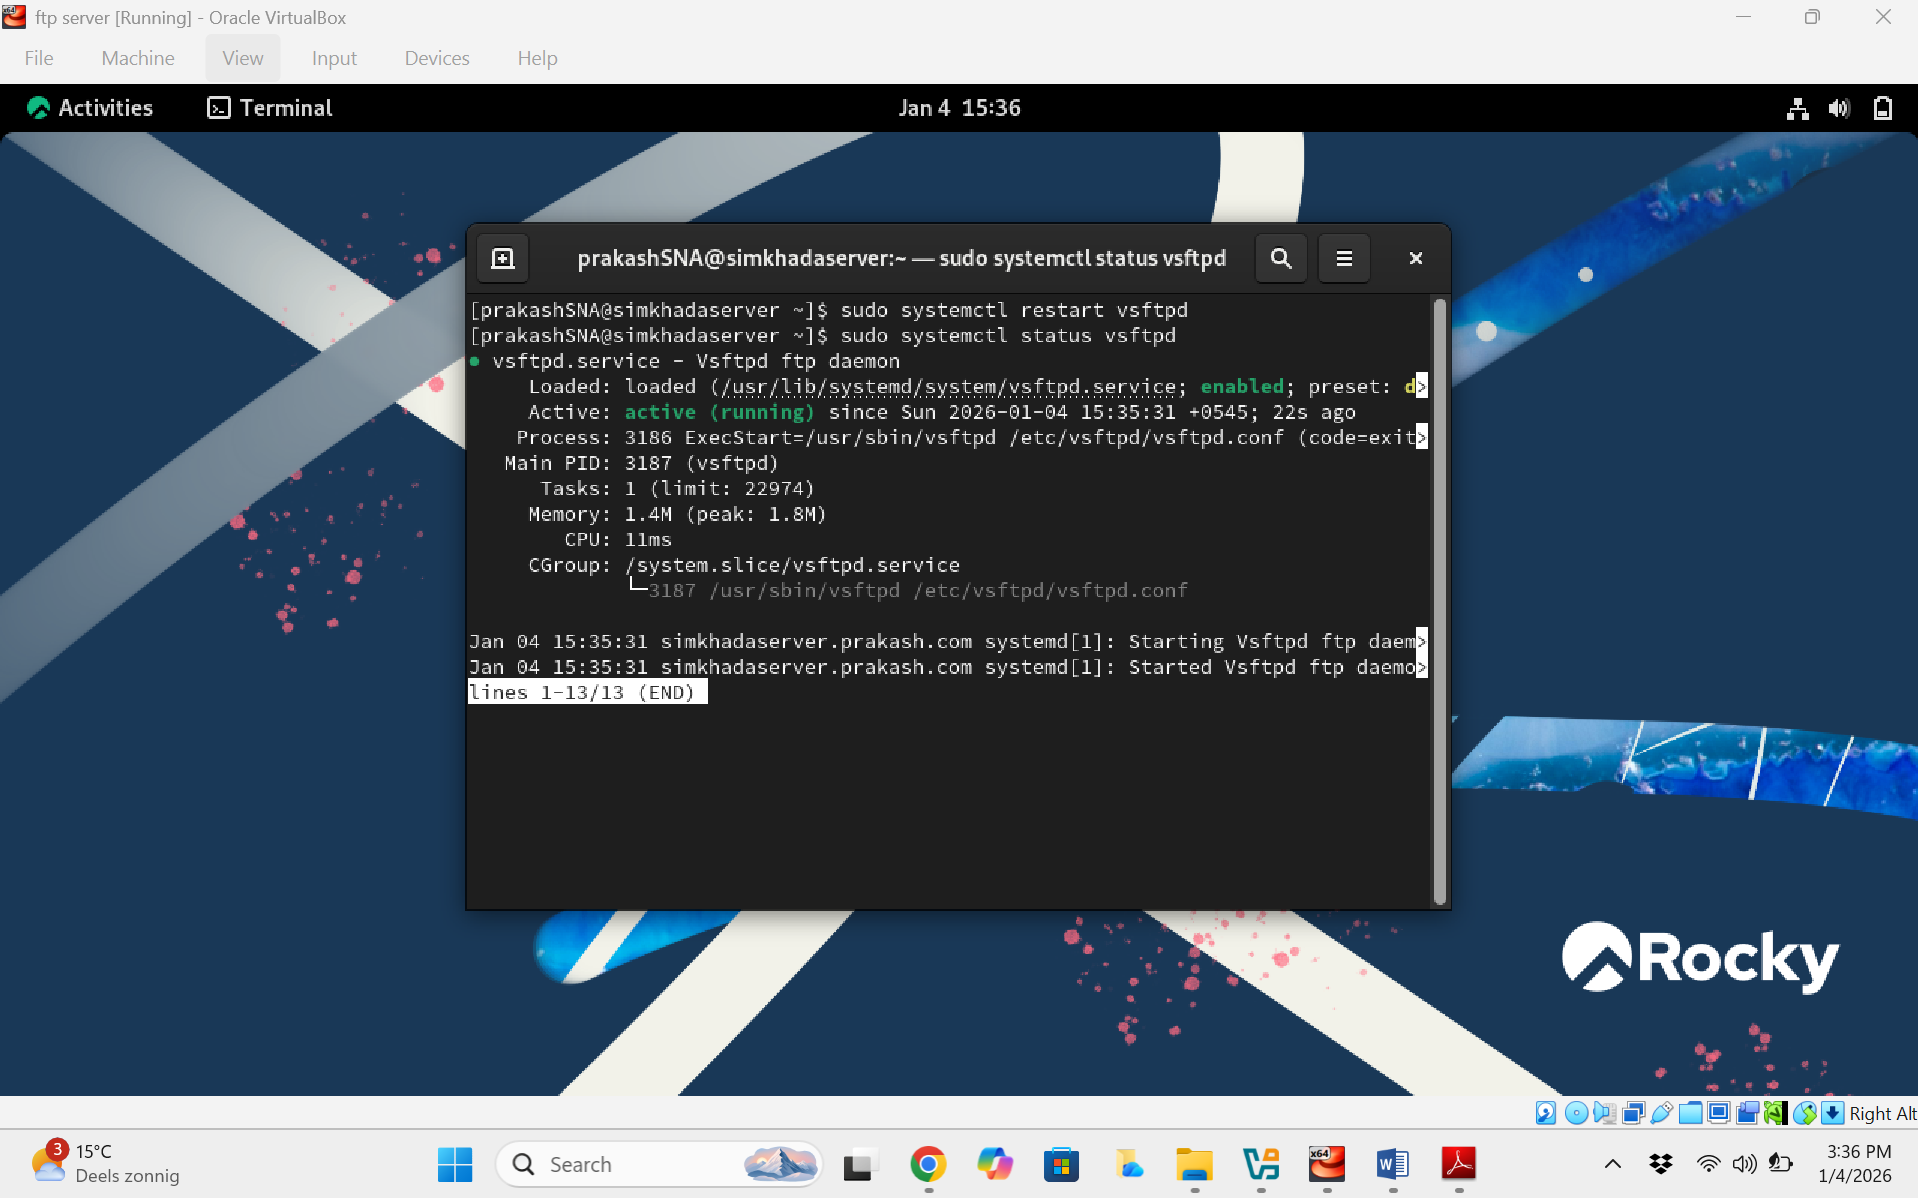 ftp server [Running] - Oracle VirtualBox
File Machine View Input Devices Help
Activities Terminal Jan 4 15:36
prakashSNA@simkhadaserver:~ — sudo systemctl status vsftpd
[prakashSNA@simkhadaserver ~]$ sudo systemctl restart vsftpd
[prakashSNA@simkhadaserver ~]$ sudo systemctl status vsftpd
● vsftpd.service - Vsftpd ftp daemon
Loaded: loaded (/usr/lib/systemd/system/vsftpd.service; enabled; preset: d>
Active: active (running) since Sun 2026-01-04 15:35:31 +0545; 22s ago
Process: 3186 ExecStart=/usr/sbin/vsftpd /etc/vsftpd/vsftpd.conf (code=exit>
Main PID: 3187 (vsftpd)
Tasks: 1 (limit: 22974)
Memory: 1.4M (peak: 1.8M)
CPU: 11ms
CGroup: /system.slice/vsftpd.service
└─3187 /usr/sbin/vsftpd /etc/vsftpd/vsftpd.conf
Jan 04 15:35:31 simkhadaserver.prakash.com systemd[1]: Starting Vsftpd ftp daem>
Jan 04 15:35:31 simkhadaserver.prakash.com systemd[1]: Started Vsftpd ftp daemo>
lines 1-13/13 (END)
Rocky
Right Alt
3
15°C
Deels zonnig
Search
x64
3:36 PM
1/4/2026